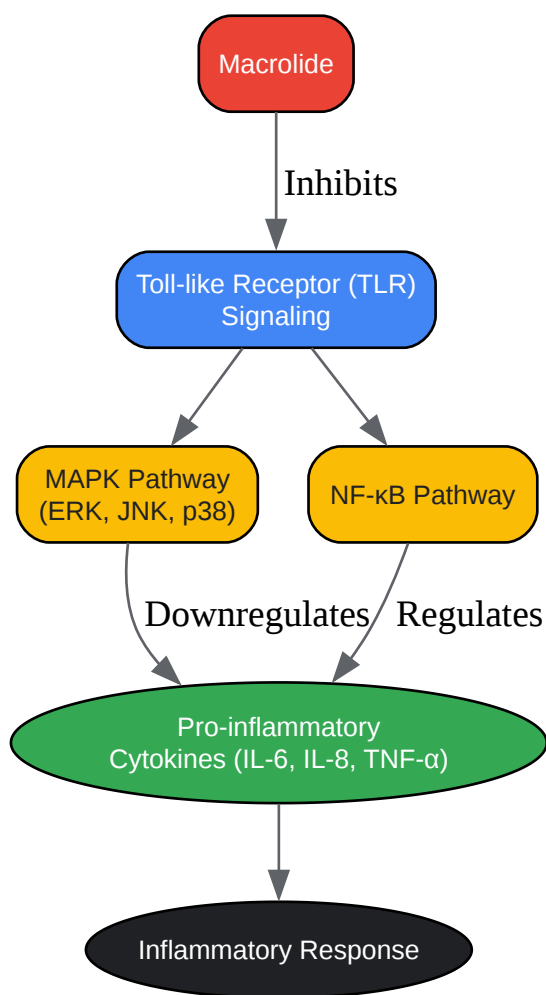 Macrolide
Inhibits
Toll-like Receptor (TLR)
Signaling
MAPK Pathway
(ERK, JNK, p38)
NF-κB Pathway
Downregulates
Regulates
Pro-inflammatory
Cytokines (IL-6, IL-8, TNF-α)
Inflammatory Response